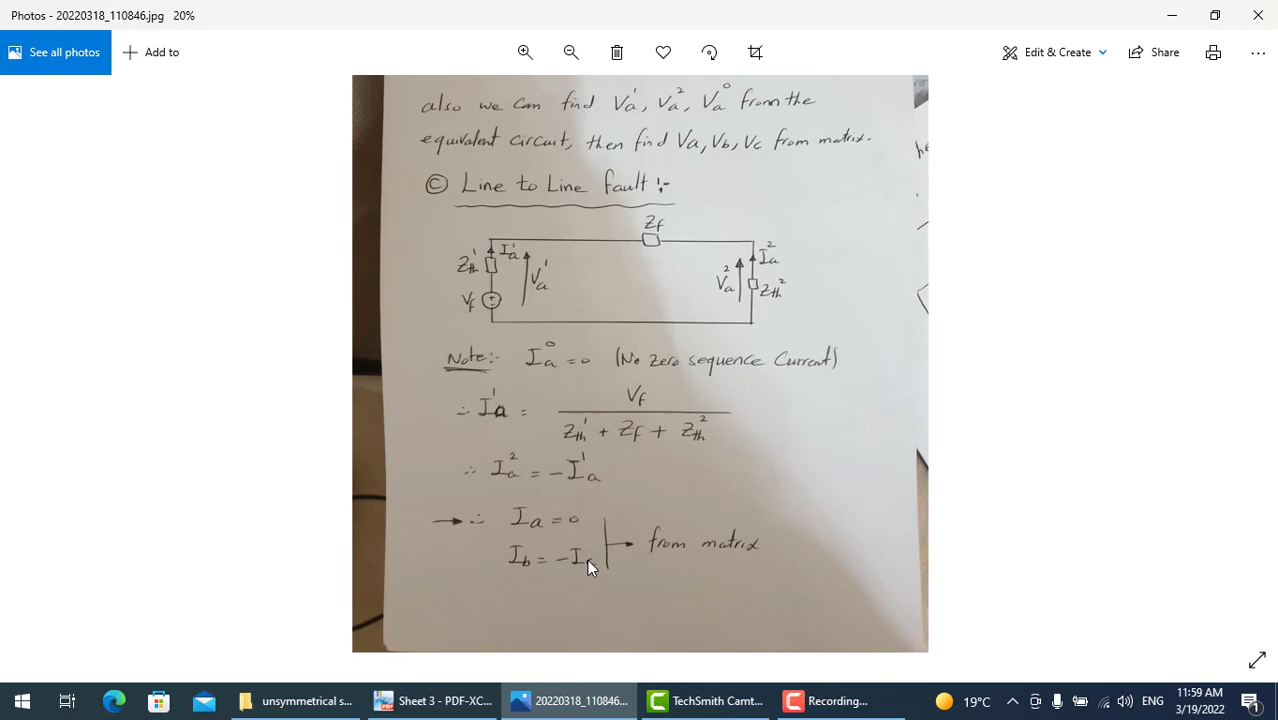 Photos - 20220318_110846.jpg 20%
See all photos
Add to
Edit & Create
Share
also we can find Va¹, Va², Va⁰ from the
equivalent circuit, then find Va, Vb, Vc from matrix.
Ⓒ Line to Line fault :-
Zf
Ia¹
Ia²
Zth¹
Va¹
Va²
Zth²
Vf
Note:- Ia⁰ = 0 (No Zero sequence Current)
∴ Ia¹ = Vf / Zth¹ + Zf + Zth²
∴ Ia² = -Ia¹
→ ∴ Ia = 0
Ib = -I
→ from matrix
unsymmetrical s...
Sheet 3 - PDF-XC...
20220318_110846...
TechSmith Camt...
Recording...
19°C
ENG
11:59 AM
3/19/2022
1